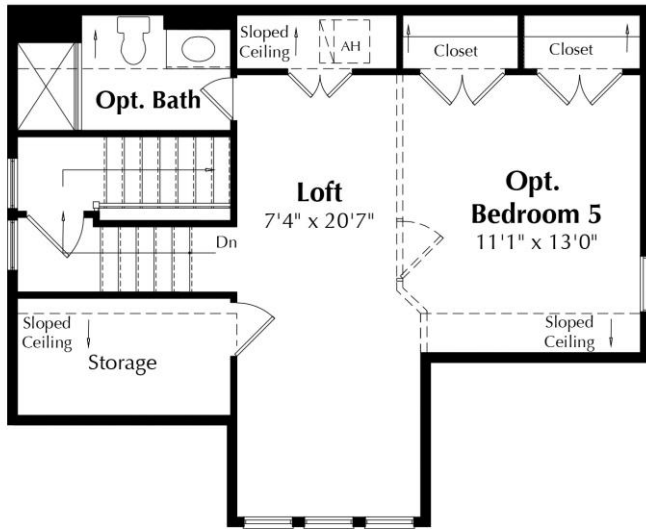 Sloped
Ceiling
AH
Closet
Closet
Opt. Bath
Loft
7'4" x 20'7"
Opt.
Bedroom 5
11'1" x 13'0"
Dn
Sloped
Ceiling
Storage
Sloped
Ceiling